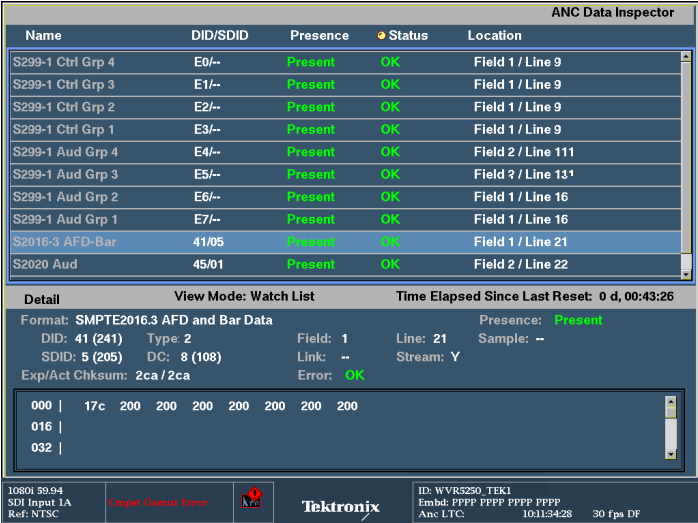 ANC Data Inspector
Name DID/SDID Presence Status Location
S299-1 Ctrl Grp 4 E0/-- Present OK Field 1 / Line 9
S299-1 Ctrl Grp 3 E1/-- Present OK Field 1 / Line 9
S299-1 Ctrl Grp 2 E2/-- Present OK Field 1 / Line 9
S299-1 Ctrl Grp 1 E3/-- Present OK Field 1 / Line 9
S299-1 Aud Grp 4 E4/-- Present OK Field 2 / Line 111
S299-1 Aud Grp 3 E5/-- Present OK Field / Line
S299-1 Aud Grp 2 E6/-- Present OK Field 1 / Line 16
S299-1 Aud Grp 1 E7/-- Present OK Field 1 / Line 16
S2016-3 AFD-Bar 41/05 Present OK Field 1 / Line 21
S2020 Aud 45/01 Present OK Field 2 / Line 22
Detail View Mode: Watch List Time Elapsed Since Last Reset: 0 d, 00:43:26
Format: SMPTE2016.3 AFD and Bar Data Presence: Present
DID: 41 (241) Type: 2 Field: 1 Line: 21 Sample: --
SDID: 5 (205) DC: 8 (108) Link: -- Stream: Y
Exp/Act Chksum: 2ca / 2ca Error: OK
000 | 17c 200 200 200 200 200 200 200
016 |
032 |
1080i 59.94
SDI Input 1A
Ref: NTSC
Cmpst Gamut Error
Tektronix
ID: WVR5250_TEK1
Embd: PPPP PPPP PPPP PPPP
Anc LTC: 10:11:34:28 30 fps DF